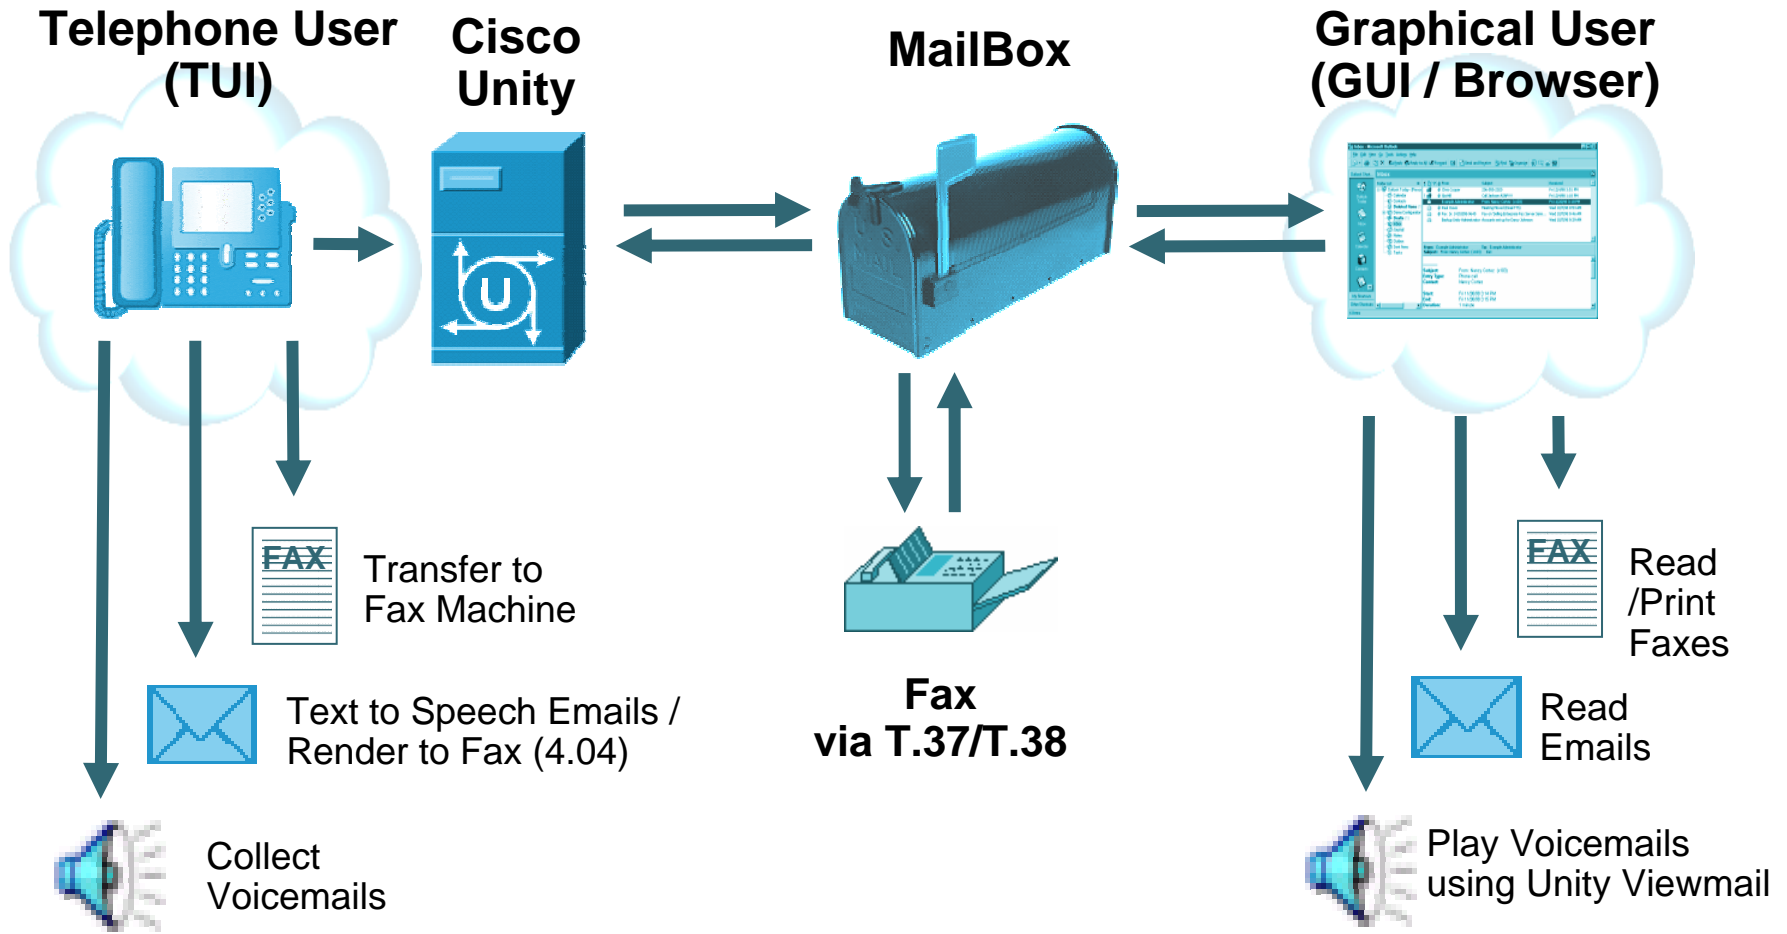 Telephone User
(TUI)
Cisco
Unity
MailBox
Graphical User
(GUI / Browser)
U
FAX
Transfer to
Fax Machine
Text to Speech Emails /
Render to Fax (4.04)
Collect
Voicemails
Fax
via T.37/T.38
FAX
Read
/Print
Faxes
Read
Emails
Play Voicemails
using Unity Viewmail